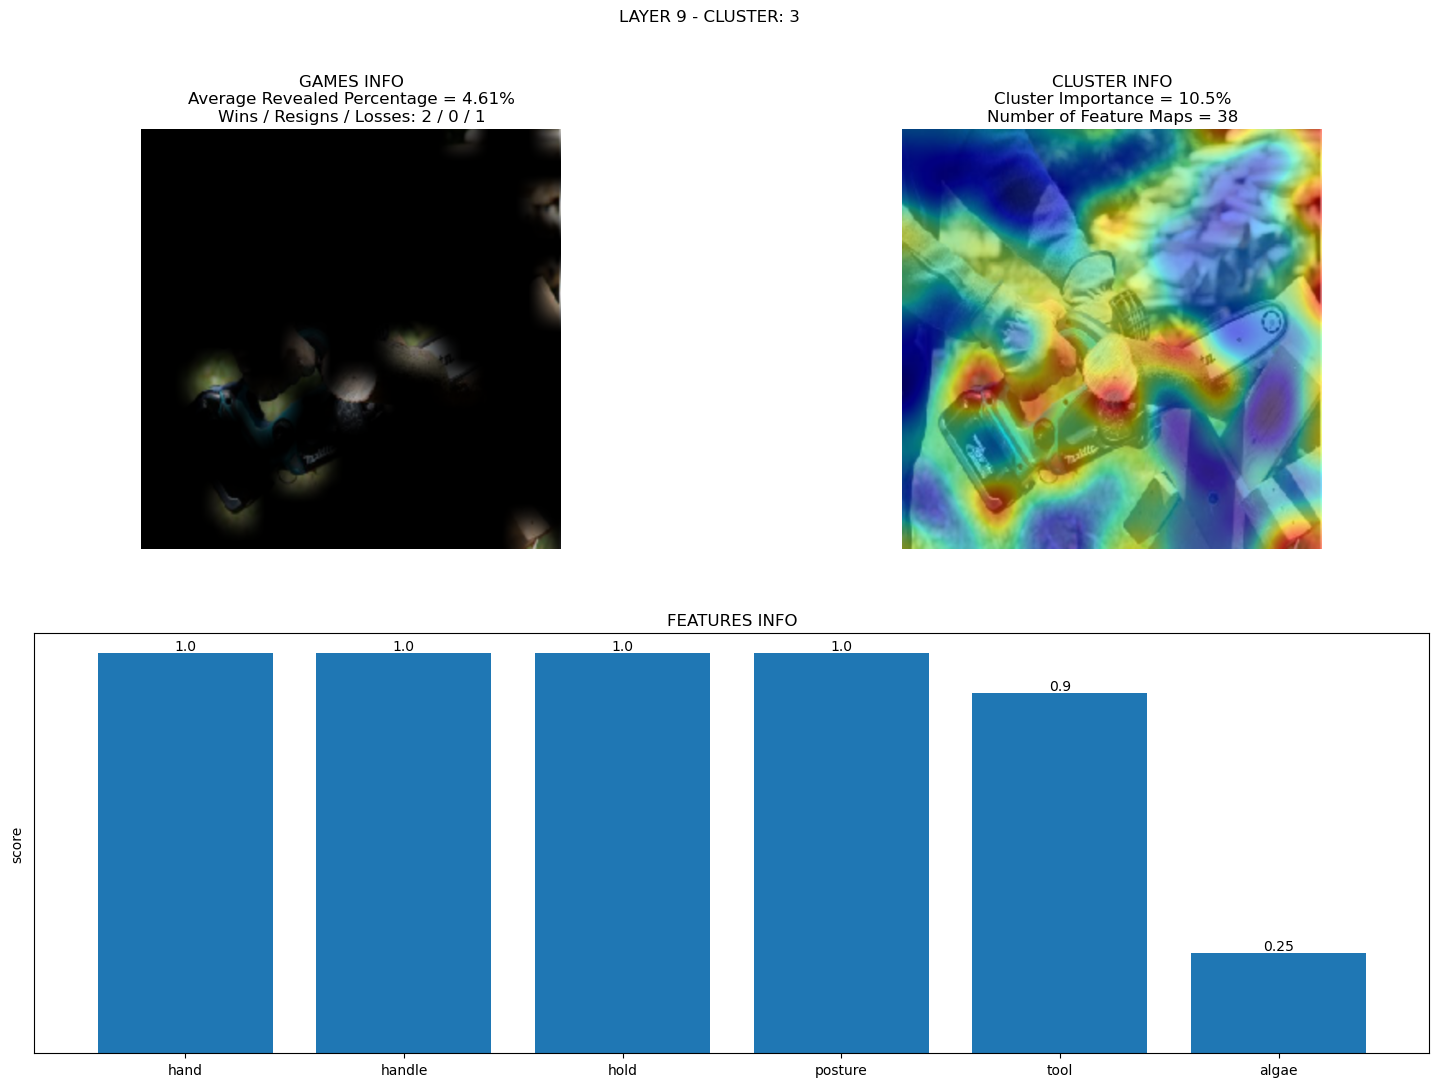 LAYER 9 - CLUSTER: 3
GAMES INFO
Average Revealed Percentage = 4.61%
Wins / Resigns / Losses: 2 / 0 / 1
CLUSTER INFO
Cluster Importance = 10.5%
Number of Feature Maps = 38
makita
makita
FEATURES INFO
score
1.0
1.0
1.0
1.0
0.9
0.25
hand
handle
hold
posture
tool
algae